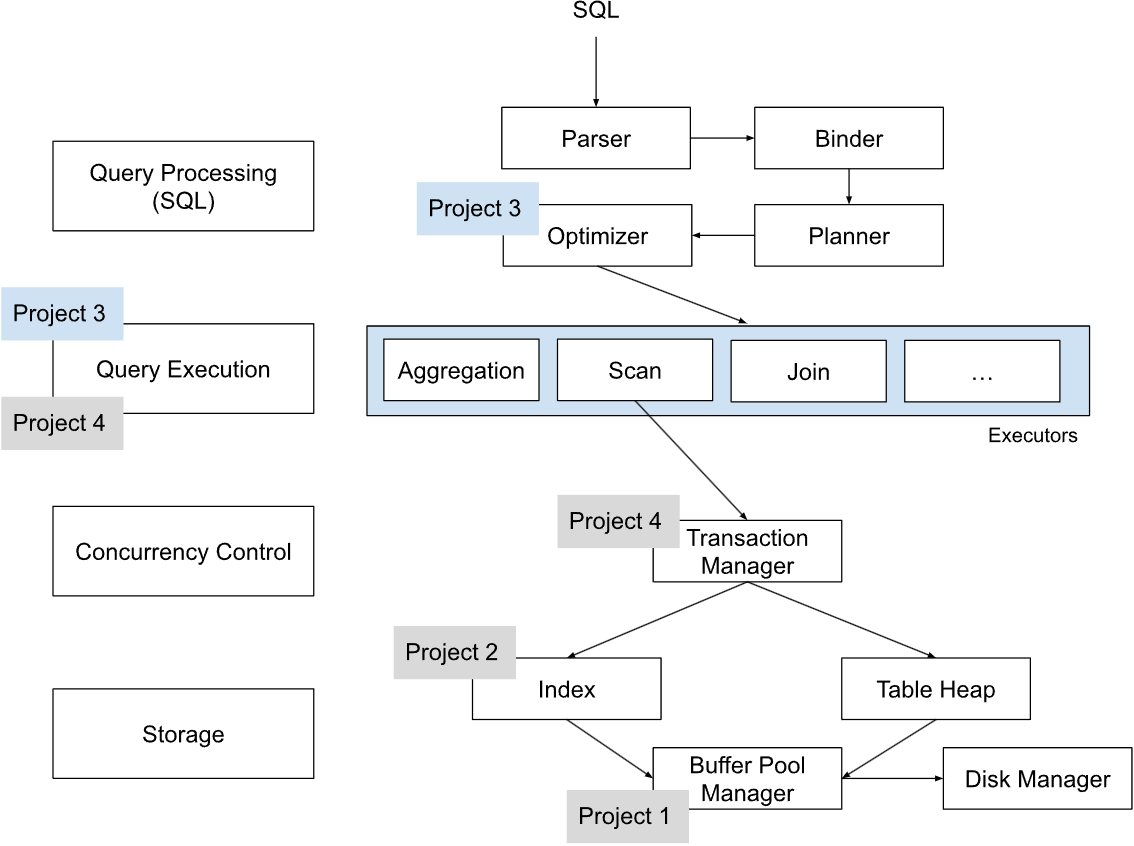 SQL
Parser
Binder
Query Processing
(SQL)
Project 3
Optimizer
Planner
Project 3
Query Execution
Project 4
Aggregation
Scan
Join
…
Executors
Project 4
Transaction
Manager
Concurrency Control
Project 2
Index
Table Heap
Storage
Buffer Pool
Manager
Disk Manager
Project 1